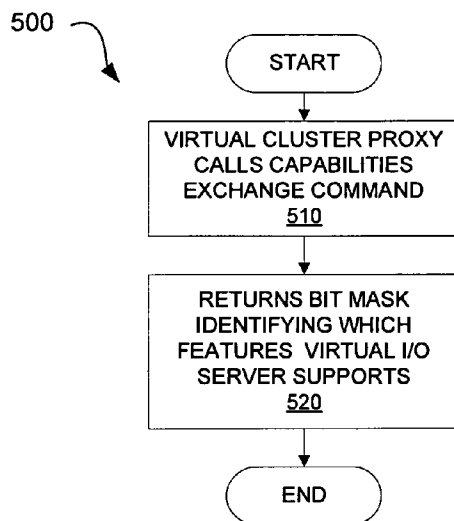 500
START
VIRTUAL CLUSTER PROXY
CALLS CAPABILITIES
EXCHANGE COMMAND
510
RETURNS BIT MASK
IDENTIFYING WHICH
FEATURES VIRTUAL I/O
SERVER SUPPORTS
520
END